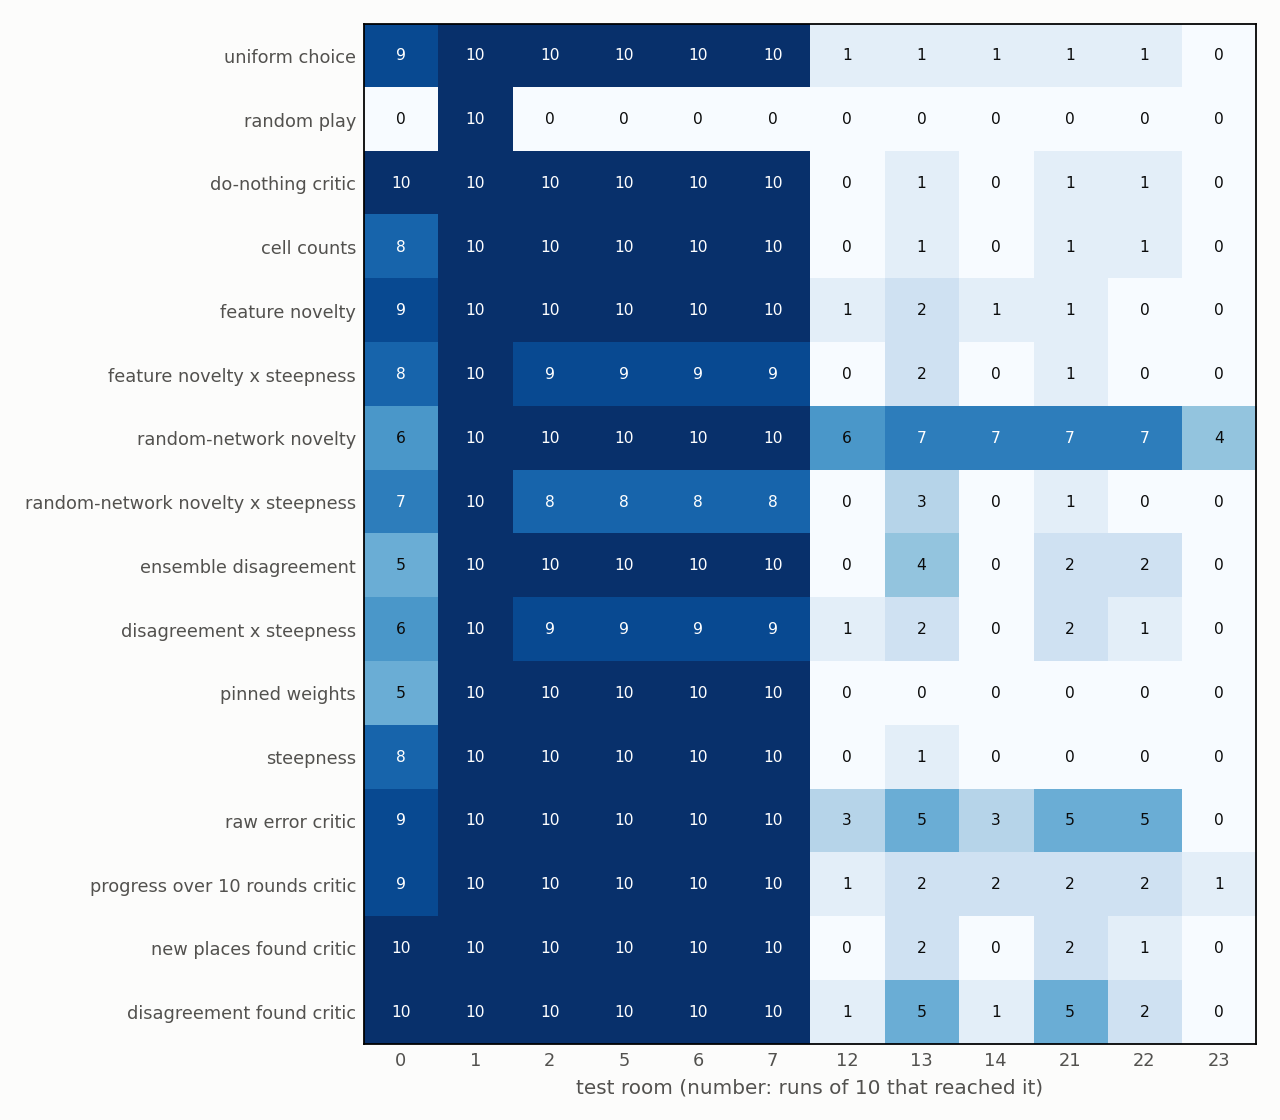 uniform choice 9 10 10 10 10 10 1 1 1 1 1 0
random play 0 10 0 0 0 0 0 0 0 0 0 0
do-nothing critic 10 10 10 10 10 10 0 1 0 1 1 0
cell counts 8 10 10 10 10 10 0 1 0 1 1 0
feature novelty 9 10 10 10 10 10 1 2 1 1 0 0
feature novelty x steepness 8 10 9 9 9 9 0 2 0 1 0 0
random-network novelty 6 10 10 10 10 10 6 7 7 7 7 4
random-network novelty x steepness 7 10 8 8 8 8 0 3 0 1 0 0
ensemble disagreement 5 10 10 10 10 10 0 4 0 2 2 0
disagreement x steepness 6 10 9 9 9 9 1 2 0 2 1 0
pinned weights 5 10 10 10 10 10 0 0 0 0 0 0
steepness 8 10 10 10 10 10 0 1 0 0 0 0
raw error critic 9 10 10 10 10 10 3 5 3 5 5 0
progress over 10 rounds critic 9 10 10 10 10 10 1 2 2 2 2 1
new places found critic 10 10 10 10 10 10 0 2 0 2 1 0
disagreement found critic 10 10 10 10 10 10 1 5 1 5 2 0
0 1 2 5 6 7 12 13 14 21 22 23
test room (number: runs of 10 that reached it)